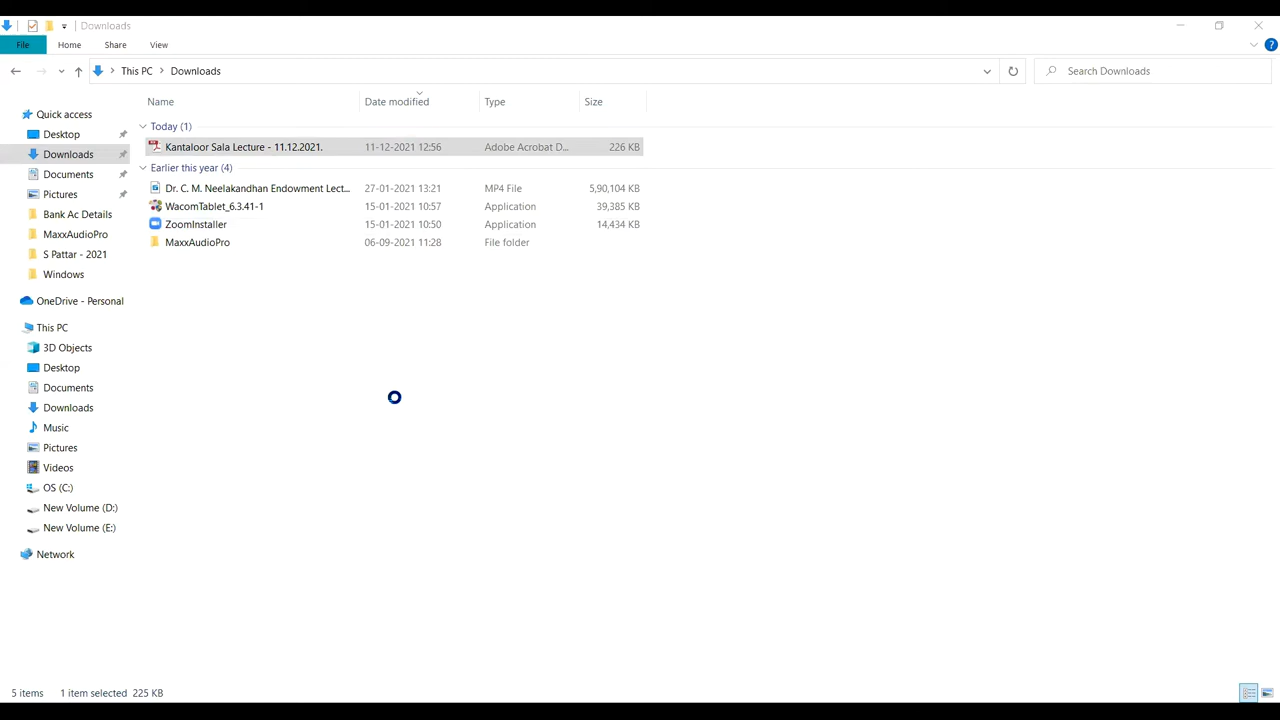 Downloads
File Home Share View
This PC Downloads Search Downloads
Name Date modified Type Size
Quick access
Desktop
Downloads
Documents
Pictures
Bank Ac Details
MaxxAudioPro
S Pattar - 2021
Windows
OneDrive - Personal
This PC
3D Objects
Desktop
Documents
Downloads
Music
Pictures
Videos
OS (C:)
New Volume (D:)
New Volume (E:)
Network
Today (1)
Kantaloor Sala Lecture - 11.12.2021. 11-12-2021 12:56 Adobe Acrobat D... 226 KB
Earlier this year (4)
Dr. C. M. Neelakandhan Endowment Lect... 27-01-2021 13:21 MP4 File 5,90,104 KB
WacomTablet_6.3.41-1 15-01-2021 10:57 Application 39,385 KB
ZoomInstaller 15-01-2021 10:50 Application 14,434 KB
MaxxAudioPro 06-09-2021 11:28 File folder
5 items 1 item selected 225 KB